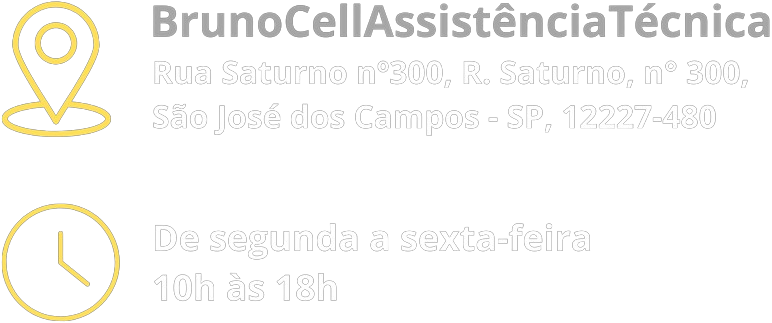 BrunoCellAssistênciaTécnica
Rua Saturno nº300, R. Saturno, n° 300,
São José dos Campos - SP, 12227-480
De segunda a sexta-feira
10h às 18h